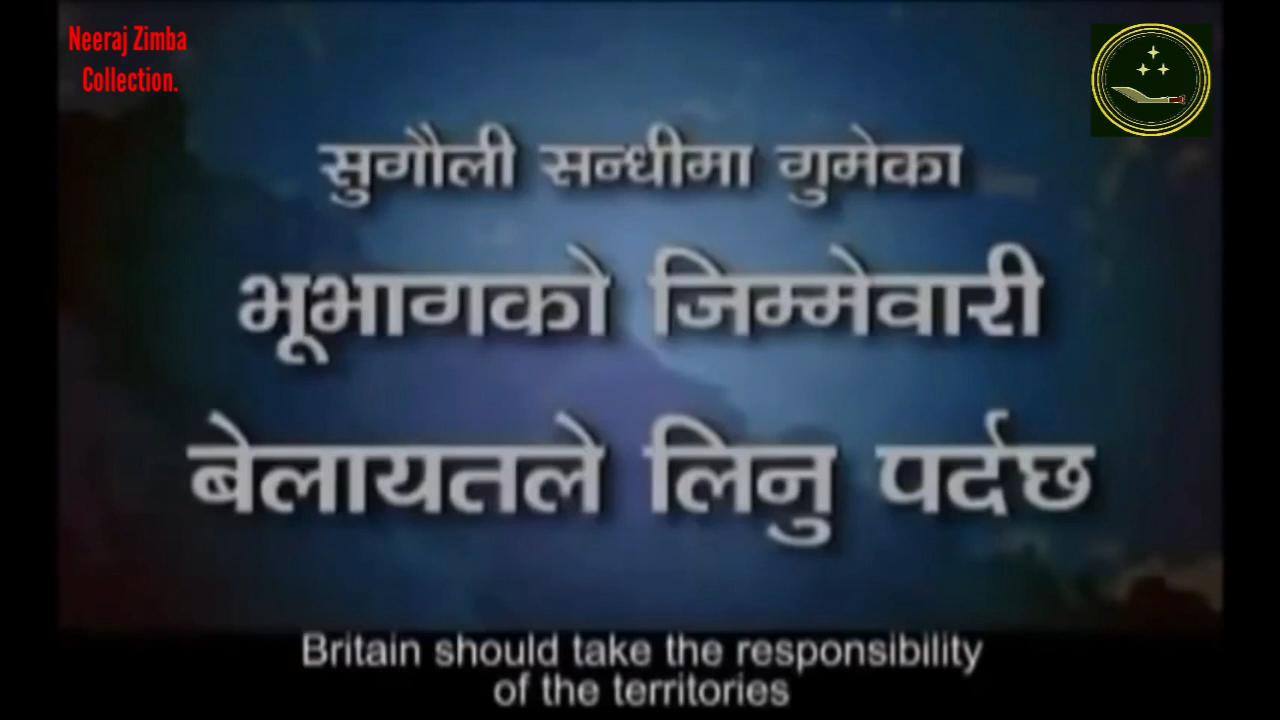 Neeraj Zimba
Collection.
सुगौली सन्धीमा गुमेका
भूभागको जिम्मेवारी
बेलायतले लिनु पर्दछ
Britain should take the responsibility
of the territories